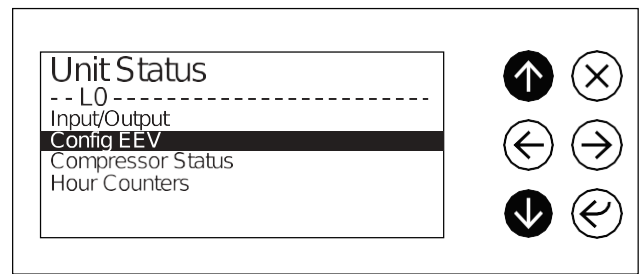 Unit Status
-- L0 ------------------------
Input/Output
Config EEV
Compressor Status
Hour Counters